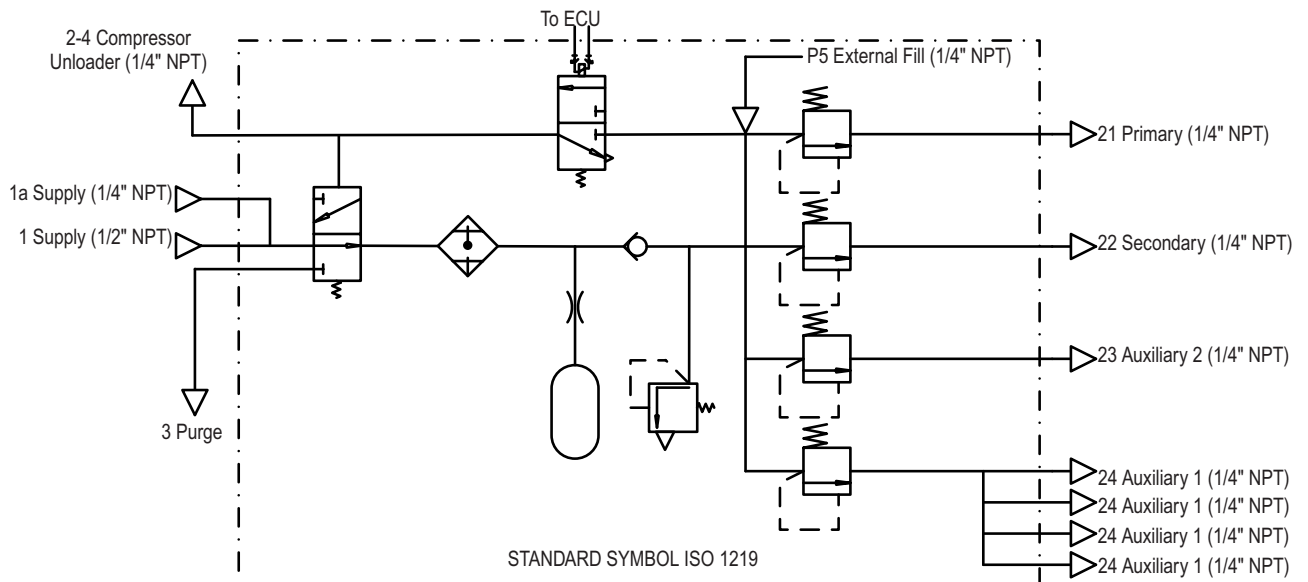 To ECU
2-4 Compressor
Unloader (1/4" NPT)
P5 External Fill (1/4" NPT)
21 Primary (1/4" NPT)
1a Supply (1/4" NPT)
1 Supply (1/2" NPT)
22 Secondary (1/4" NPT)
23 Auxiliary 2 (1/4" NPT)
3 Purge
24 Auxiliary 1 (1/4" NPT)
24 Auxiliary 1 (1/4" NPT)
24 Auxiliary 1 (1/4" NPT)
24 Auxiliary 1 (1/4" NPT)
STANDARD SYMBOL ISO 1219